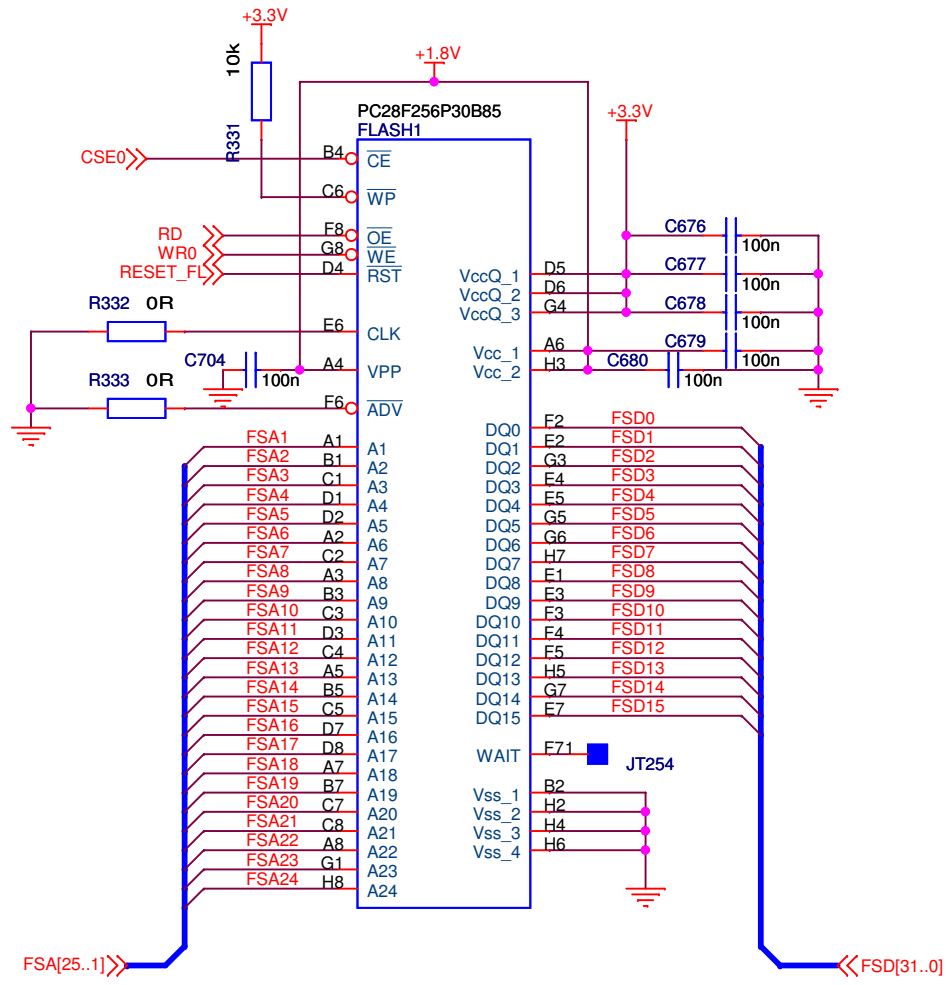 +3.3V
10k
R331
+1.8V
+3.3V
PC28F256P30B85
FLASH1
CSE0 B4 CE
C6 WP
RD F8 OE
WR0 G8 WE
RESET_FL D4 RST
R332 0R E6 CLK
C704 100n A4 VPP
R333 0R F6 ADV
C676 100n
VccQ_1 D5 C677 100n
VccQ_2 D6
VccQ_3 G4 C678 100n
Vcc_1 A6 C679 100n
Vcc_2 H3 C680 100n
FSA1 A1 A1
FSA2 B1 A2
FSA3 C1 A3
FSA4 D1 A4
FSA5 D2 A5
FSA6 A2 A6
FSA7 C2 A7
FSA8 A3 A8
FSA9 B3 A9
FSA10 C3 A10
FSA11 D3 A11
FSA12 C4 A12
FSA13 A5 A13
FSA14 B5 A14
FSA15 C5 A15
FSA16 D7 A16
FSA17 D8 A17
FSA18 A7 A18
FSA19 B7 A19
FSA20 C7 A20
FSA21 C8 A21
FSA22 A8 A22
FSA23 G1 A23
FSA24 H8 A24
DQ0 F2 FSD0
DQ1 E2 FSD1
DQ2 G3 FSD2
DQ3 E4 FSD3
DQ4 E5 FSD4
DQ5 G5 FSD5
DQ6 G6 FSD6
DQ7 H7 FSD7
DQ8 E1 FSD8
DQ9 E3 FSD9
DQ10 F3 FSD10
DQ11 F4 FSD11
DQ12 F5 FSD12
DQ13 H5 FSD13
DQ14 G7 FSD14
DQ15 E7 FSD15
WAIT F71 JT254
Vss_1 B2
Vss_2 H2
Vss_3 H4
Vss_4 H6
FSA[25..1]
FSD[31..0]